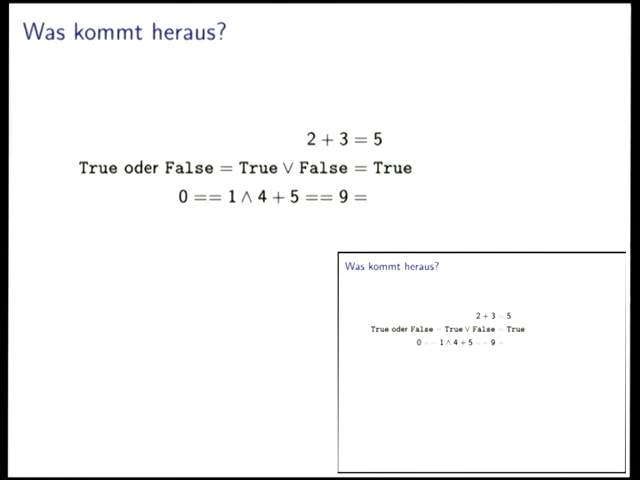 Was kommt heraus?
2 + 3 = 5
True oder False = True ∨ False = True
0 == 1 ∧ 4 + 5 == 9 =
Was kommt heraus?
2 + 3 = 5
True oder False = True ∨ False = True
0 == 1 ∧ 4 + 5 == 9 =